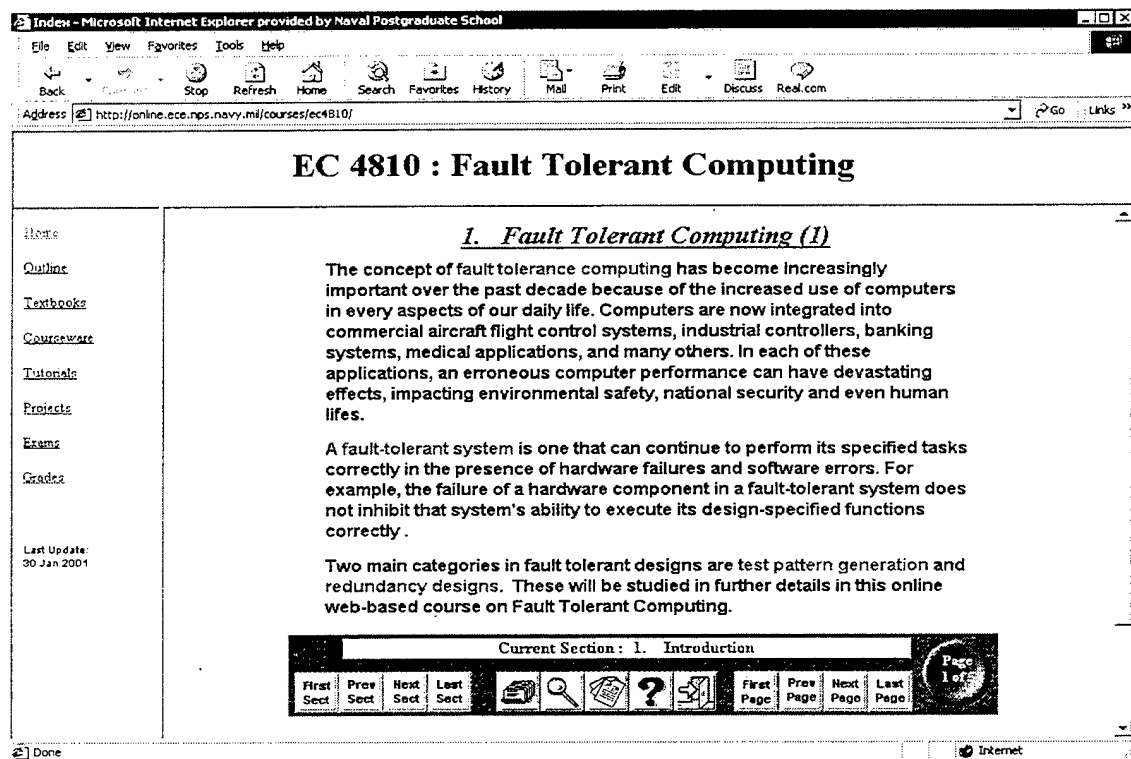 Index - Microsoft Internet Explorer provided by Naval Postgraduate School
File Edit View Favorites Tools Help
Back Stop Refresh Home Search Favorites History Mail Print Edit Discuss Real.com
Address http://online.ece.nps.navy.mil/courses/ec4810/ Go Links »
EC 4810 : Fault Tolerant Computing
Home
Outline
Textbooks
Courseware
Tutorials
Projects
Exams
Grades
Last Update:
30 Jan 2001
1. Fault Tolerant Computing (1)
The concept of fault tolerance computing has become increasingly
important over the past decade because of the increased use of computers
in every aspects of our daily life. Computers are now integrated into
commercial aircraft flight control systems, industrial controllers, banking
systems, medical applications, and many others. In each of these
applications, an erroneous computer performance can have devastating
effects, impacting environmental safety, national security and even human
lifes.
A fault-tolerant system is one that can continue to perform its specified tasks
correctly in the presence of hardware failures and software errors. For
example, the failure of a hardware component in a fault-tolerant system does
not inhibit that system's ability to execute its design-specified functions
correctly .
Two main categories in fault tolerant designs are test pattern generation and
redundancy designs. These will be studied in further details in this online
web-based course on Fault Tolerant Computing.
Current Section : 1. Introduction
First Prev Next Last ? First Prev Next Last
Sect Sect Sect Sect Page Page Page Page
Page
1 of
Done Internet